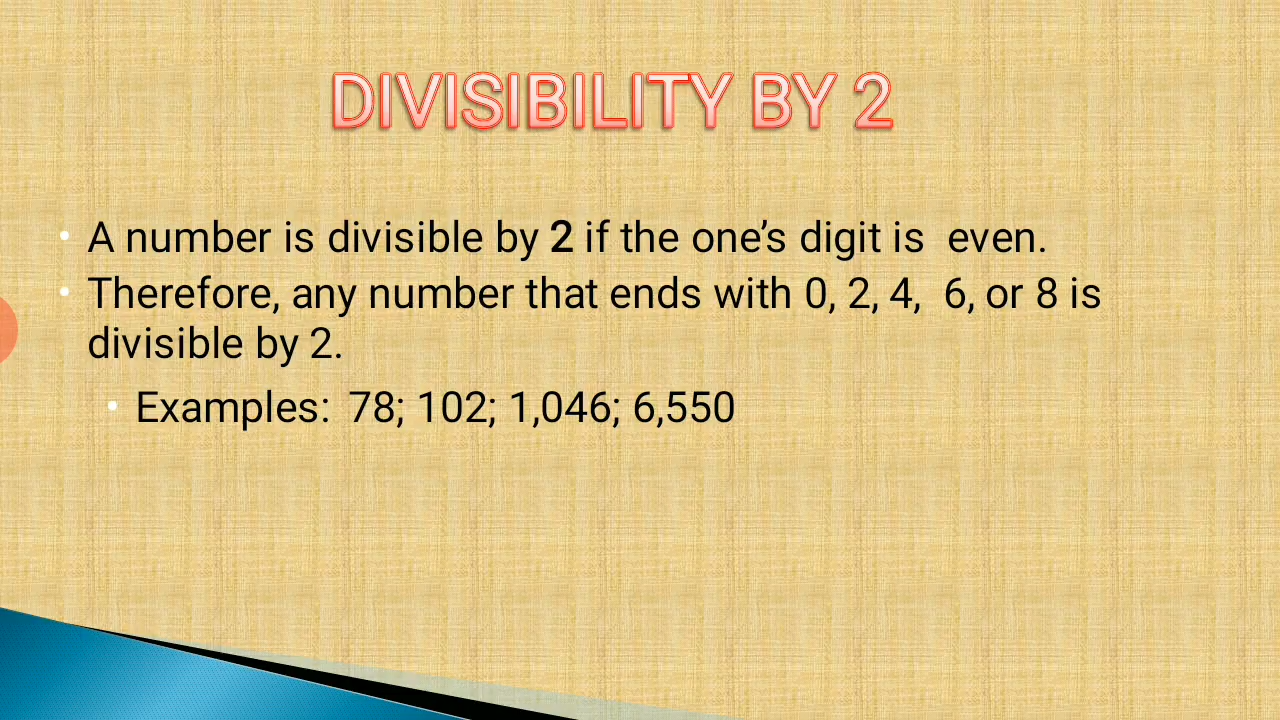 DIVISIBILITY BY 2
• A number is divisible by 2 if the one’s digit is  even.
• Therefore, any number that ends with 0, 2, 4,  6, or 8 is
divisible by 2.
• Examples:  78; 102; 1,046; 6,550